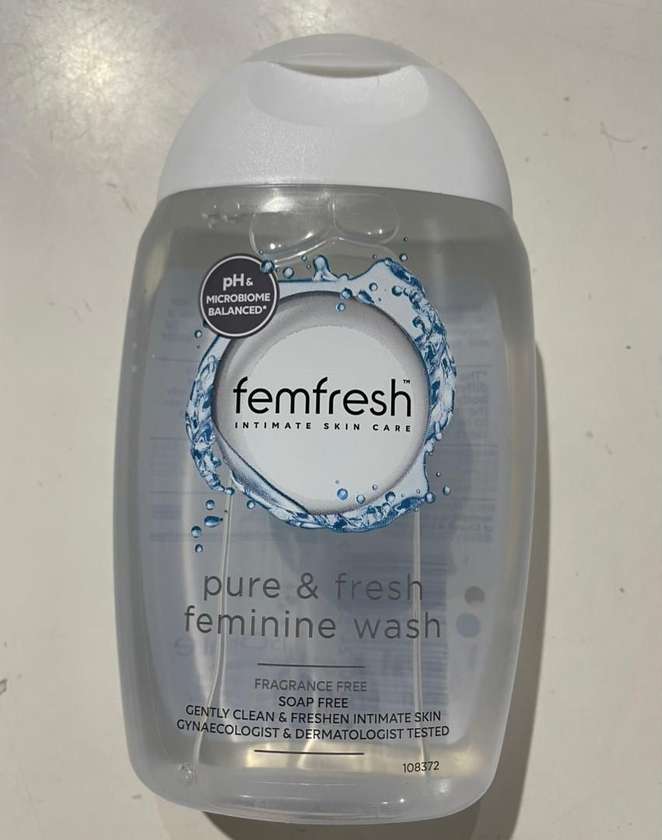 pH &
MICROBIOME
BALANCED*
femfresh™
INTIMATE SKIN CARE
pure & fresh
feminine wash
FRAGRANCE FREE
SOAP FREE
GENTLY CLEAN & FRESHEN INTIMATE SKIN
GYNAECOLOGIST & DERMATOLOGIST TESTED
108372